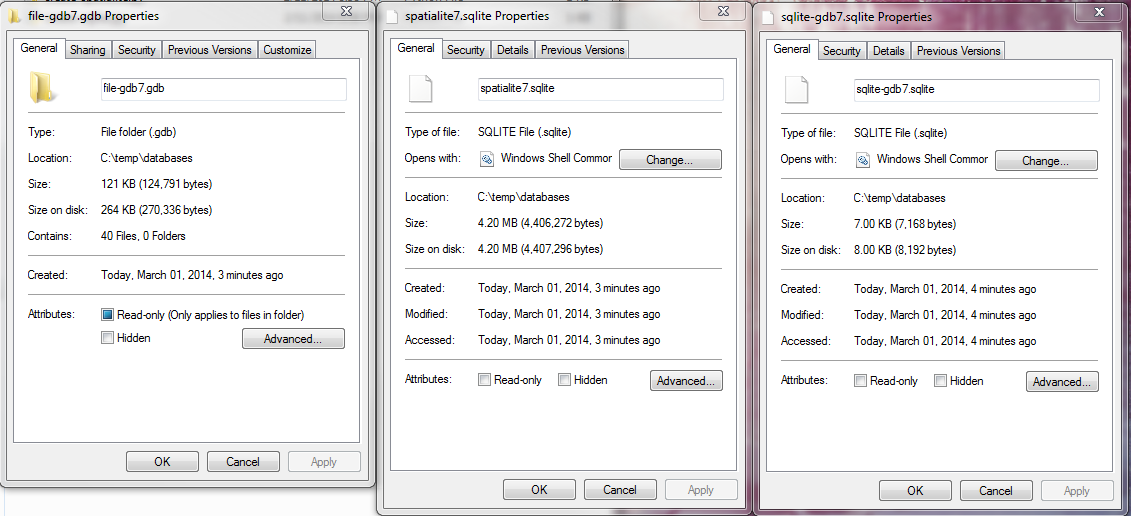 file-gdb7.gdb Properties
General Sharing Security Previous Versions Customize
file-gdb7.gdb
Type: File folder (.gdb)
Location: C:\temp\databases
Size: 121 KB (124,791 bytes)
Size on disk: 264 KB (270,336 bytes)
Contains: 40 Files, 0 Folders
Created: Today, March 01, 2014, 3 minutes ago
Attributes: Read-only (Only applies to files in folder)
Hidden Advanced...
OK Cancel Apply
spatialite7.sqlite Properties
General Security Details Previous Versions
spatialite7.sqlite
Type of file: SQLITE File (.sqlite)
Opens with: Windows Shell Commor Change...
Location: C:\temp\databases
Size: 4.20 MB (4,406,272 bytes)
Size on disk: 4.20 MB (4,407,296 bytes)
Created: Today, March 01, 2014, 3 minutes ago
Modified: Today, March 01, 2014, 3 minutes ago
Accessed: Today, March 01, 2014, 3 minutes ago
Attributes: Read-only Hidden Advanced...
OK Cancel Apply
sqlite-gdb7.sqlite Properties
General Security Details Previous Versions
sqlite-gdb7.sqlite
Type of file: SQLITE File (.sqlite)
Opens with: Windows Shell Commor Change...
Location: C:\temp\databases
Size: 7.00 KB (7,168 bytes)
Size on disk: 8.00 KB (8,192 bytes)
Created: Today, March 01, 2014, 4 minutes ago
Modified: Today, March 01, 2014, 4 minutes ago
Accessed: Today, March 01, 2014, 4 minutes ago
Attributes: Read-only Hidden Advanced...
OK Cancel Apply